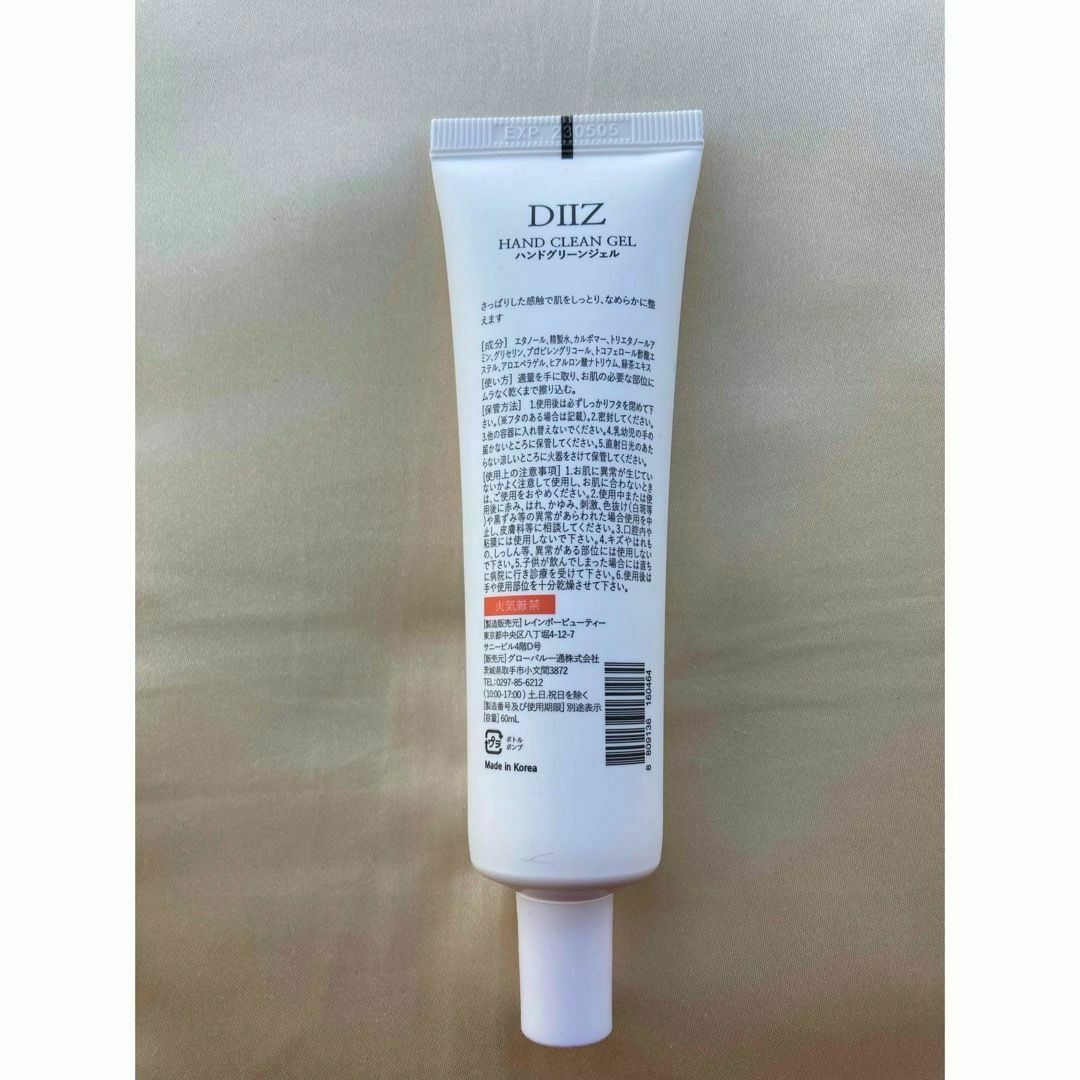 EXP 230505
DIIZ
HAND CLEAN GEL
ハンドグリーンジェル
さっぱりした感触で肌をしっとり、なめらかに整
えます
[成分] エタノール、精製水、カルボマー、トリエタノールア
ミン、グリセリン、プロピレングリコール、トコフェロール酢酸エ
ステル、アロエベラゲル、ヒアルロン酸ナトリウム、緑茶エキス
[使い方] 適量を手に取り、お肌の必要な部位に
ムラなく乾くまで擦り込む。
[保管方法] 1.使用後は必ずしっかりフタを閉めて下
さい。(※フタのある場合は記載)。2.密封してください。
3.他の容器に入れ替えないでください。4.乳幼児の手の
届かないところに保管してください。5.直射日光のあた
らない涼しいところに火器をさけて保管してください。
[使用上の注意事項] 1.お肌に異常が生じてい
ないかよく注意して使用し、お肌に合わないとき
は、ご使用をおやめください。2.使用中または使
用後に赤み、はれ、かゆみ、刺激、色抜け(白斑等
)や黒ずみ等の異常があらわれた場合使用を中
止し、皮膚科等に相談してください。3.口腔内や
粘膜には使用しないで下さい。4.キズやはれも
の、しっしん等、異常がある部位には使用しない
で下さい。5.子供が飲んでしまった場合には直ち
に病院に行き診療を受けて下さい。6.使用後は
手や使用部位を十分乾燥させて下さい。
火気厳禁
[製造販売元] レインボービューティー
東京都中央区八丁堀4-12-7
サニービル4階D号
[販売元] グローバル一通株式会社
茨城県取手市小文間3872
TEL:0297-85-6212
(10:00-17:00) 土、日、祝日を除く
[製造番号及び使用期限] 別途表示
[容量] 60mL
プラ
ボトル
ポンプ
Made in Korea
8 809136 160464